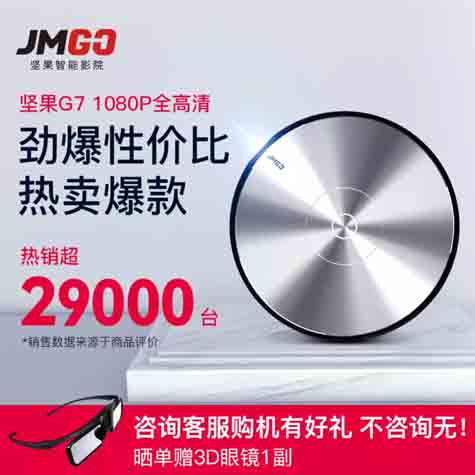 JMGO
坚果智能影院
坚果G7 1080P全高清
劲爆性价比
热卖爆款
热销超
29000台
*销售数据来源于商品评价
JMGO
咨询客服购机有好礼 不咨询无！
晒单赠3D眼镜1副